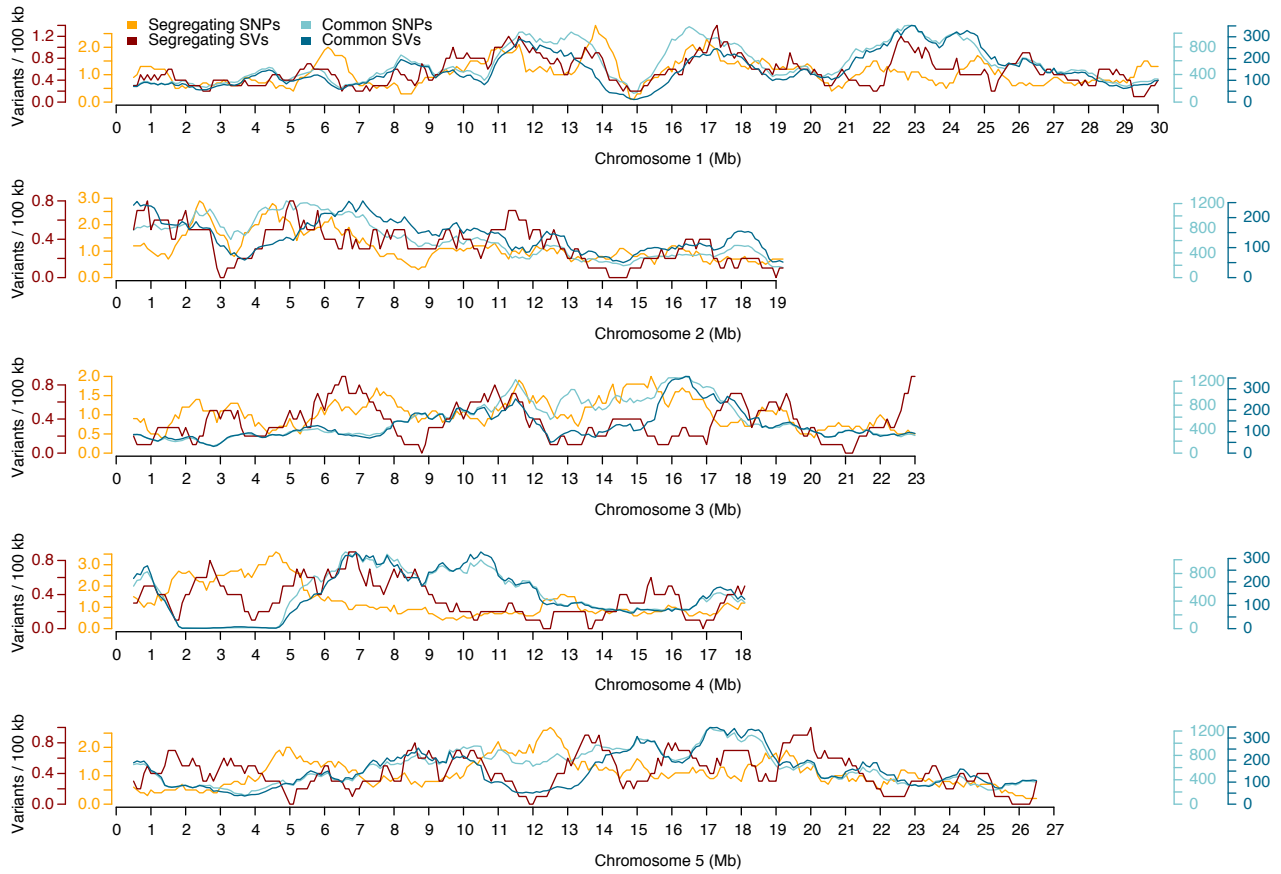 Segregating SNPs Common SNPs
Segregating SVs Common SVs
Variants / 100 kb
0.0 0.4 0.8 1.2
0.0 1.0 2.0
0 400 800
0 100 200 300
0 1 2 3 4 5 6 7 8 9 10 11 12 13 14 15 16 17 18 19 20 21 22 23 24 25 26 27 28 29 30
Chromosome 1 (Mb)
Variants / 100 kb
0.0 0.4 0.8
0.0 1.0 2.0 3.0
0 400 800 1200
0 100 200
0 1 2 3 4 5 6 7 8 9 10 11 12 13 14 15 16 17 18 19
Chromosome 2 (Mb)
Variants / 100 kb
0.0 0.4 0.8
0.0 0.5 1.0 1.5 2.0
0 400 800 1200
0 100 200 300
0 1 2 3 4 5 6 7 8 9 10 11 12 13 14 15 16 17 18 19 20 21 22 23
Chromosome 3 (Mb)
Variants / 100 kb
0.0 0.4 0.8
0.0 1.0 2.0 3.0
0 400 800
0 100 200 300
0 1 2 3 4 5 6 7 8 9 10 11 12 13 14 15 16 17 18
Chromosome 4 (Mb)
Variants / 100 kb
0.0 0.4 0.8
0.0 1.0 2.0
0 400 800 1200
0 100 200 300
0 1 2 3 4 5 6 7 8 9 10 11 12 13 14 15 16 17 18 19 20 21 22 23 24 25 26 27
Chromosome 5 (Mb)